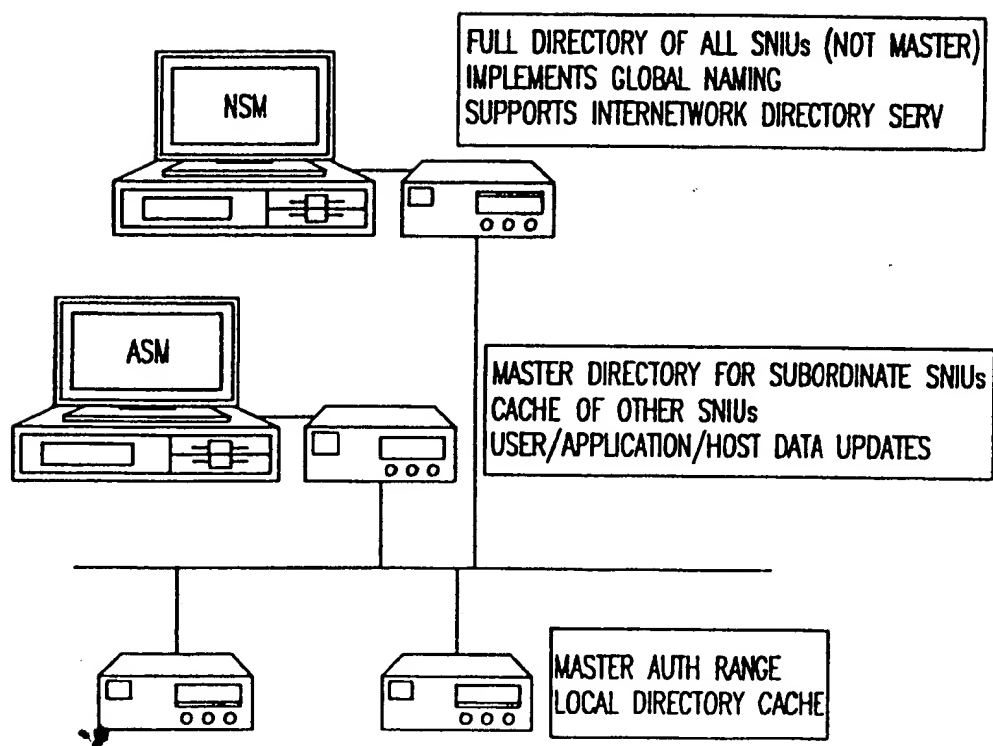 FULL DIRECTORY OF ALL SNIUs (NOT MASTER)
IMPLEMENTS GLOBAL NAMING
SUPPORTS INTERNETWORK DIRECTORY SERV
NSM
ASM
MASTER DIRECTORY FOR SUBORDINATE SNIUs
CACHE OF OTHER SNIUs
USER/APPLICATION/HOST DATA UPDATES
MASTER AUTH RANGE
LOCAL DIRECTORY CACHE